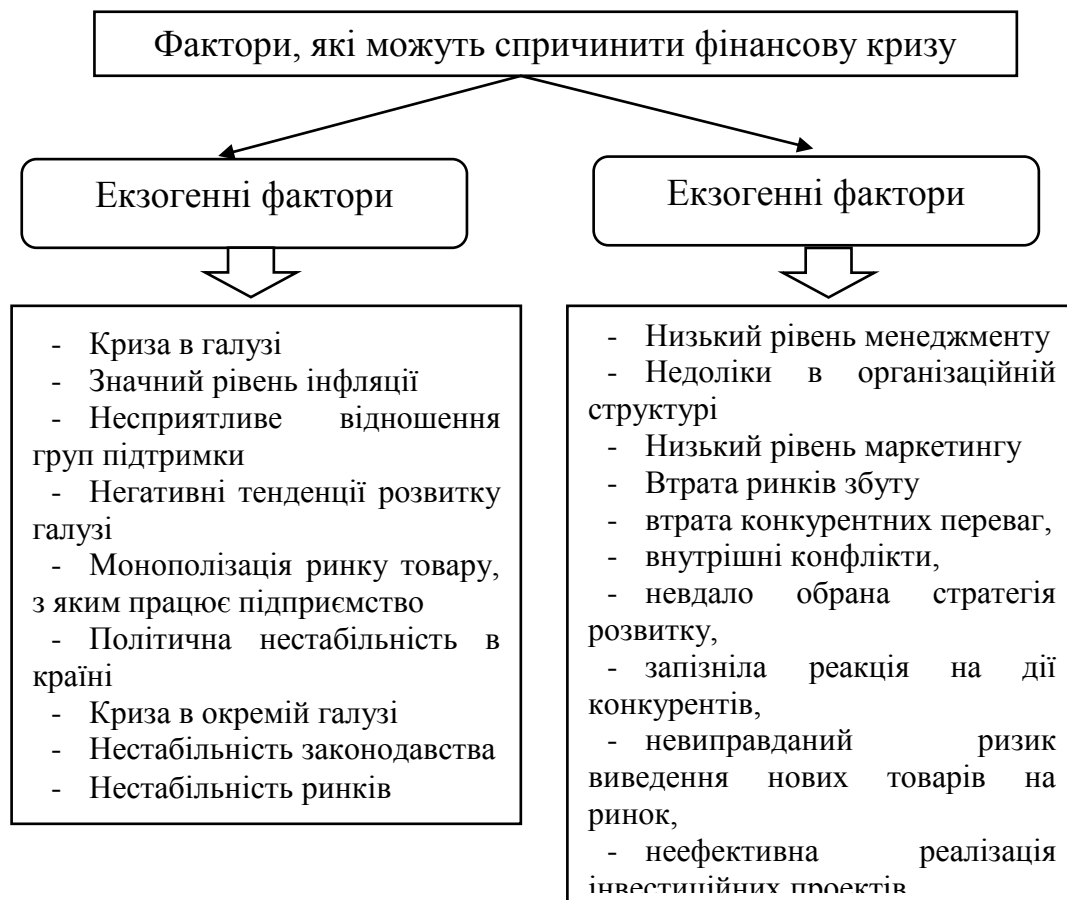 Фактори, які можуть спричинити фінансову кризу
Екзогенні фактори
Екзогенні фактори
- Криза в галузі
- Значний рівень інфляції
- Несприятливе відношення
груп підтримки
- Негативні тенденції розвитку
галузі
- Монополізація ринку товару,
з яким працює підприємство
- Політична нестабільність в
країні
- Криза в окремій галузі
- Нестабільність законодавства
- Нестабільність ринків
- Низький рівень менеджменту
- Недоліки в організаційній
структурі
- Низький рівень маркетингу
- Втрата ринків збуту
- втрата конкурентних переваг,
- внутрішні конфлікти,
- невдало обрана стратегія
розвитку,
- запізніла реакція на дії
конкурентів,
- невиправданий ризик
виведення нових товарів на
ринок,
- неефективна реалізація
інвестиційних проектів